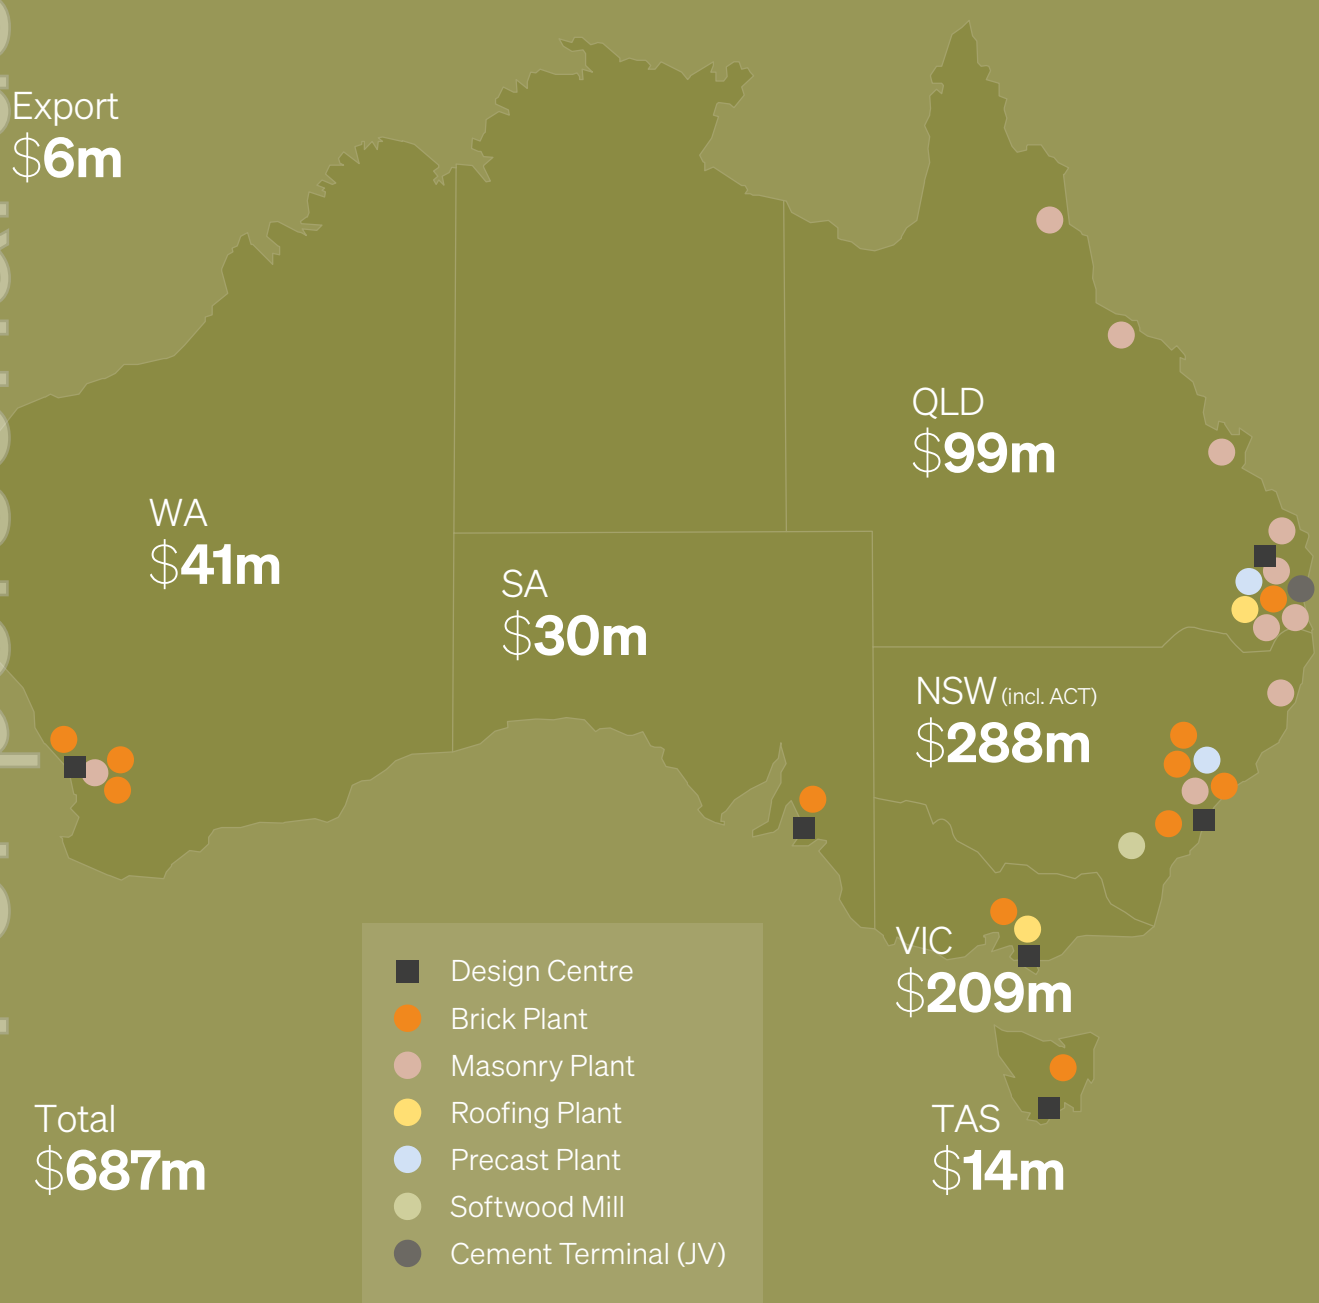 Export
$6m
QLD
$99m
WA
$41m
SA
$30m
NSW (incl. ACT)
$288m
VIC
$209m
TAS
$14m
Total
$687m
Design Centre
Brick Plant
Masonry Plant
Roofing Plant
Precast Plant
Softwood Mill
Cement Terminal (JV)